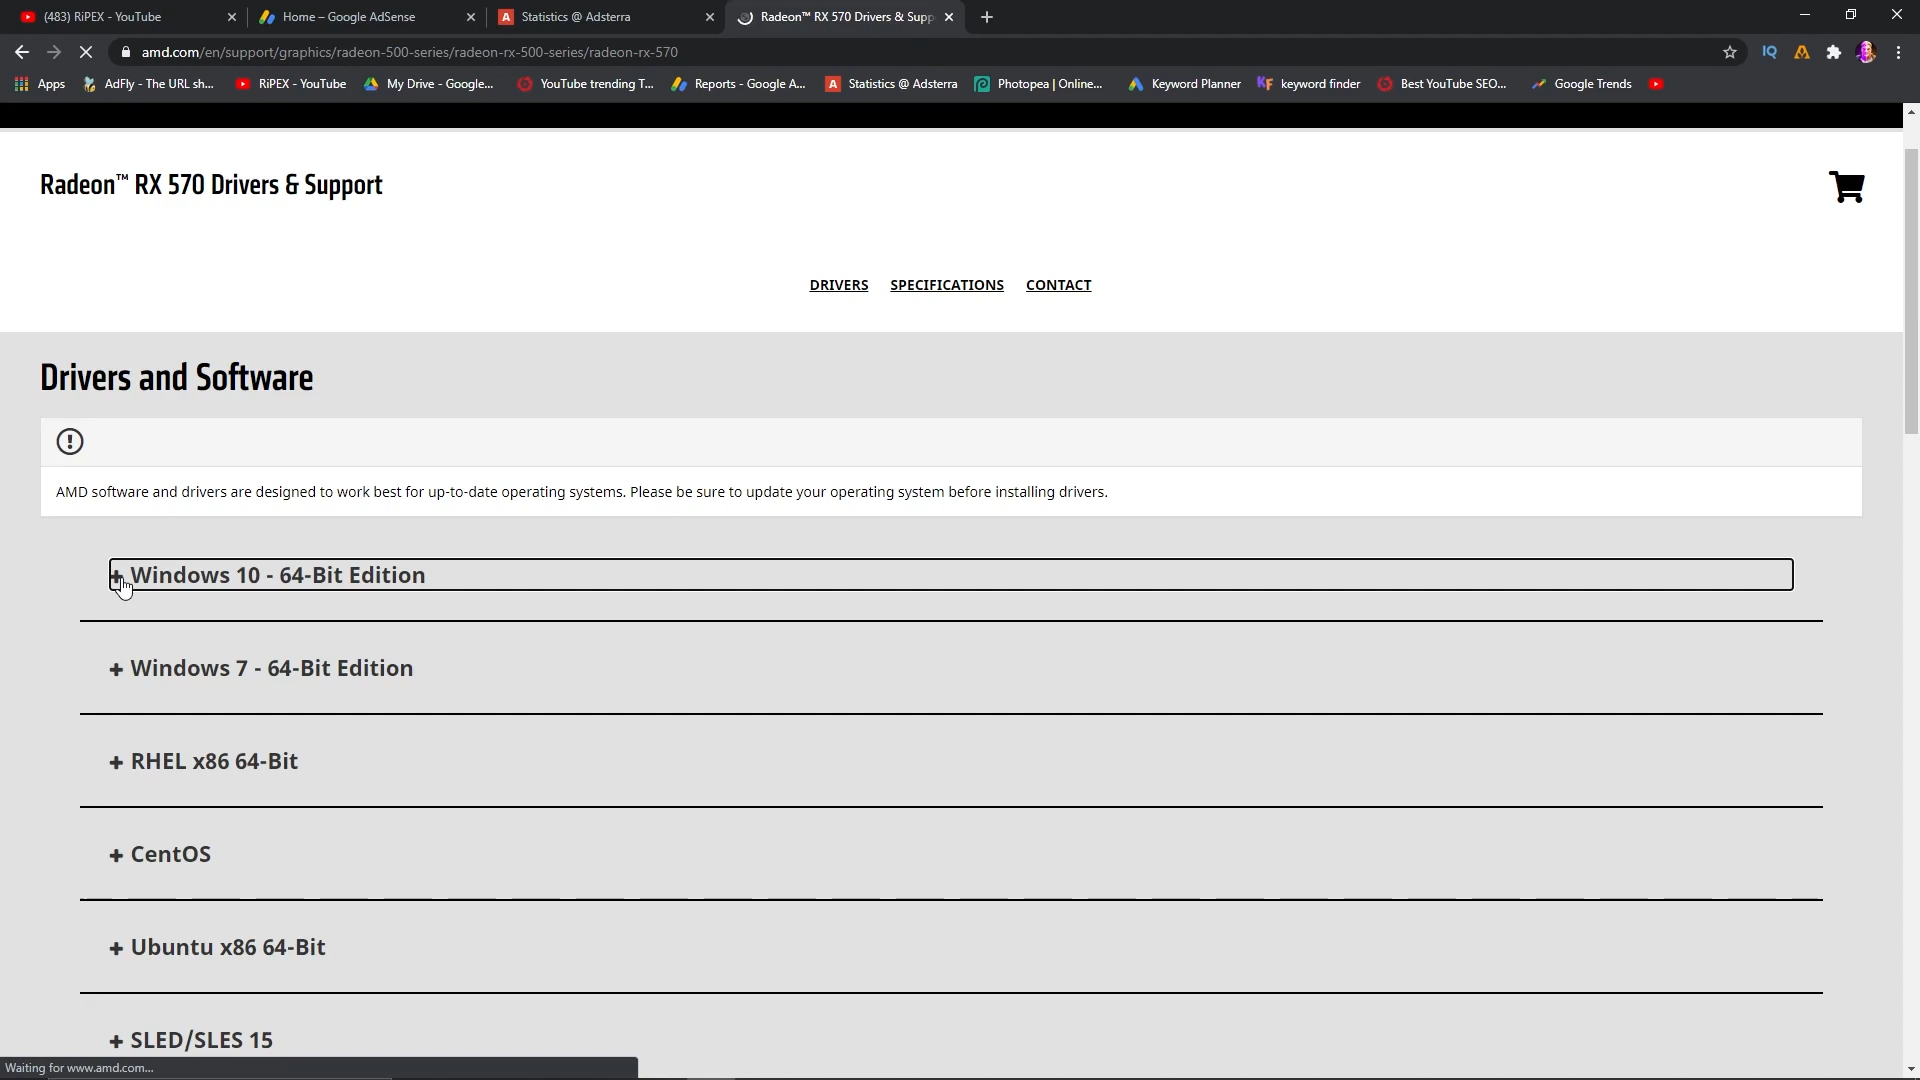 (483) RiPEX - YouTube
Home – Google AdSense
Statistics @ Adsterra
Radeon™ RX 570 Drivers & Supp
amd.com/en/support/graphics/radeon-500-series/radeon-rx-500-series/radeon-rx-570
IQ
Apps
AdFly - The URL sh...
RiPEX - YouTube
My Drive - Google...
YouTube trending T...
Reports - Google A...
A Statistics @ Adsterra
Photopea | Online...
Keyword Planner
KF keyword finder
Best YouTube SEO...
Google Trends
Radeon™ RX 570 Drivers & Support
DRIVERS SPECIFICATIONS CONTACT
Drivers and Software
AMD software and drivers are designed to work best for up-to-date operating systems. Please be sure to update your operating system before installing drivers.
+ Windows 10 - 64-Bit Edition
+ Windows 7 - 64-Bit Edition
+ RHEL x86 64-Bit
+ CentOS
+ Ubuntu x86 64-Bit
+ SLED/SLES 15
Waiting for www.amd.com...